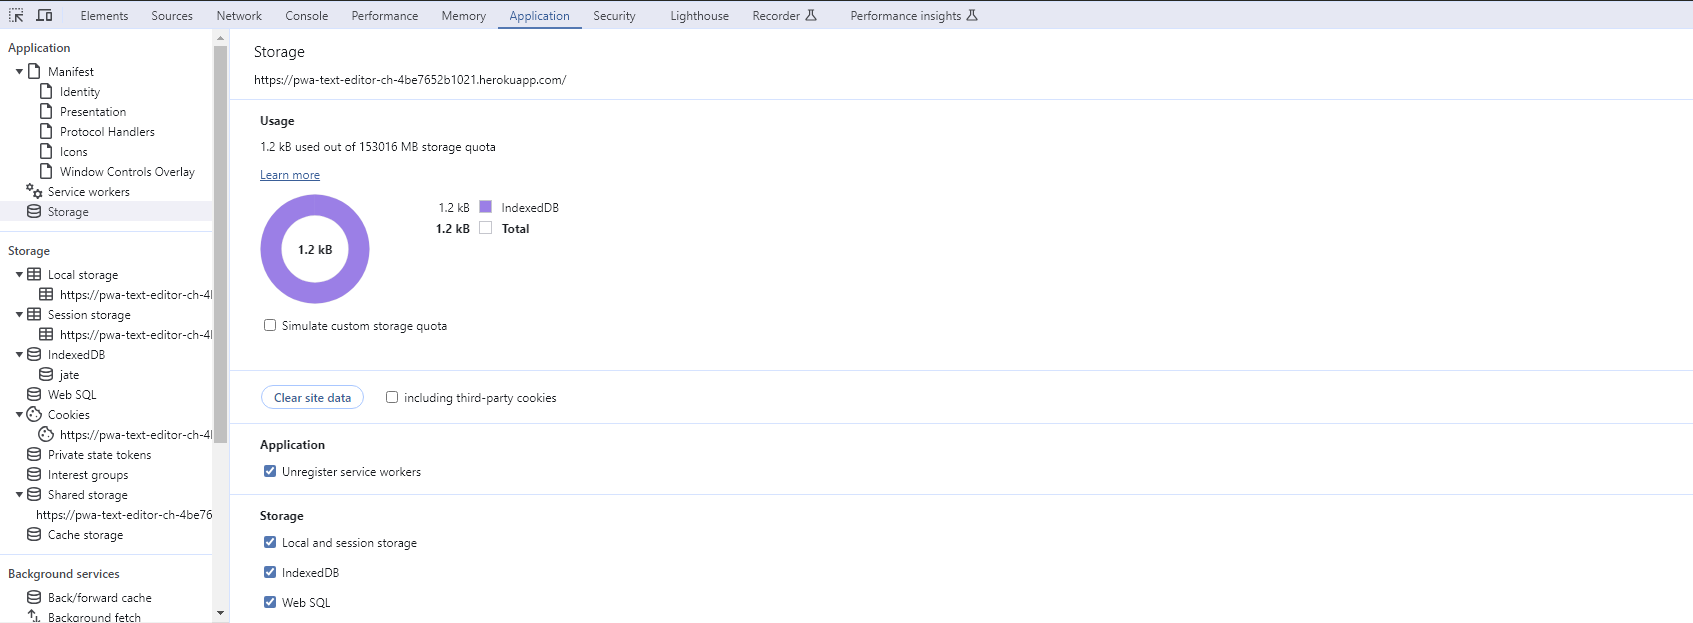 Elements Sources Network Console Performance Memory Application Security Lighthouse Recorder Performance insights
Application
Manifest
Identity
Presentation
Protocol Handlers
Icons
Window Controls Overlay
Service workers
Storage
Storage
Local storage
https://pwa-text-editor-ch-4
Session storage
https://pwa-text-editor-ch-4
IndexedDB
jate
Web SQL
Cookies
https://pwa-text-editor-ch-4
Private state tokens
Interest groups
Shared storage
https://pwa-text-editor-ch-4be76
Cache storage
Background services
Back/forward cache
Background fetch
Storage
https://pwa-text-editor-ch-4be7652b1021.herokuapp.com/
Usage
1.2 kB used out of 153016 MB storage quota
Learn more
1.2 kB
1.2 kB IndexedDB
1.2 kB Total
Simulate custom storage quota
Clear site data including third-party cookies
Application
Unregister service workers
Storage
Local and session storage
IndexedDB
Web SQL